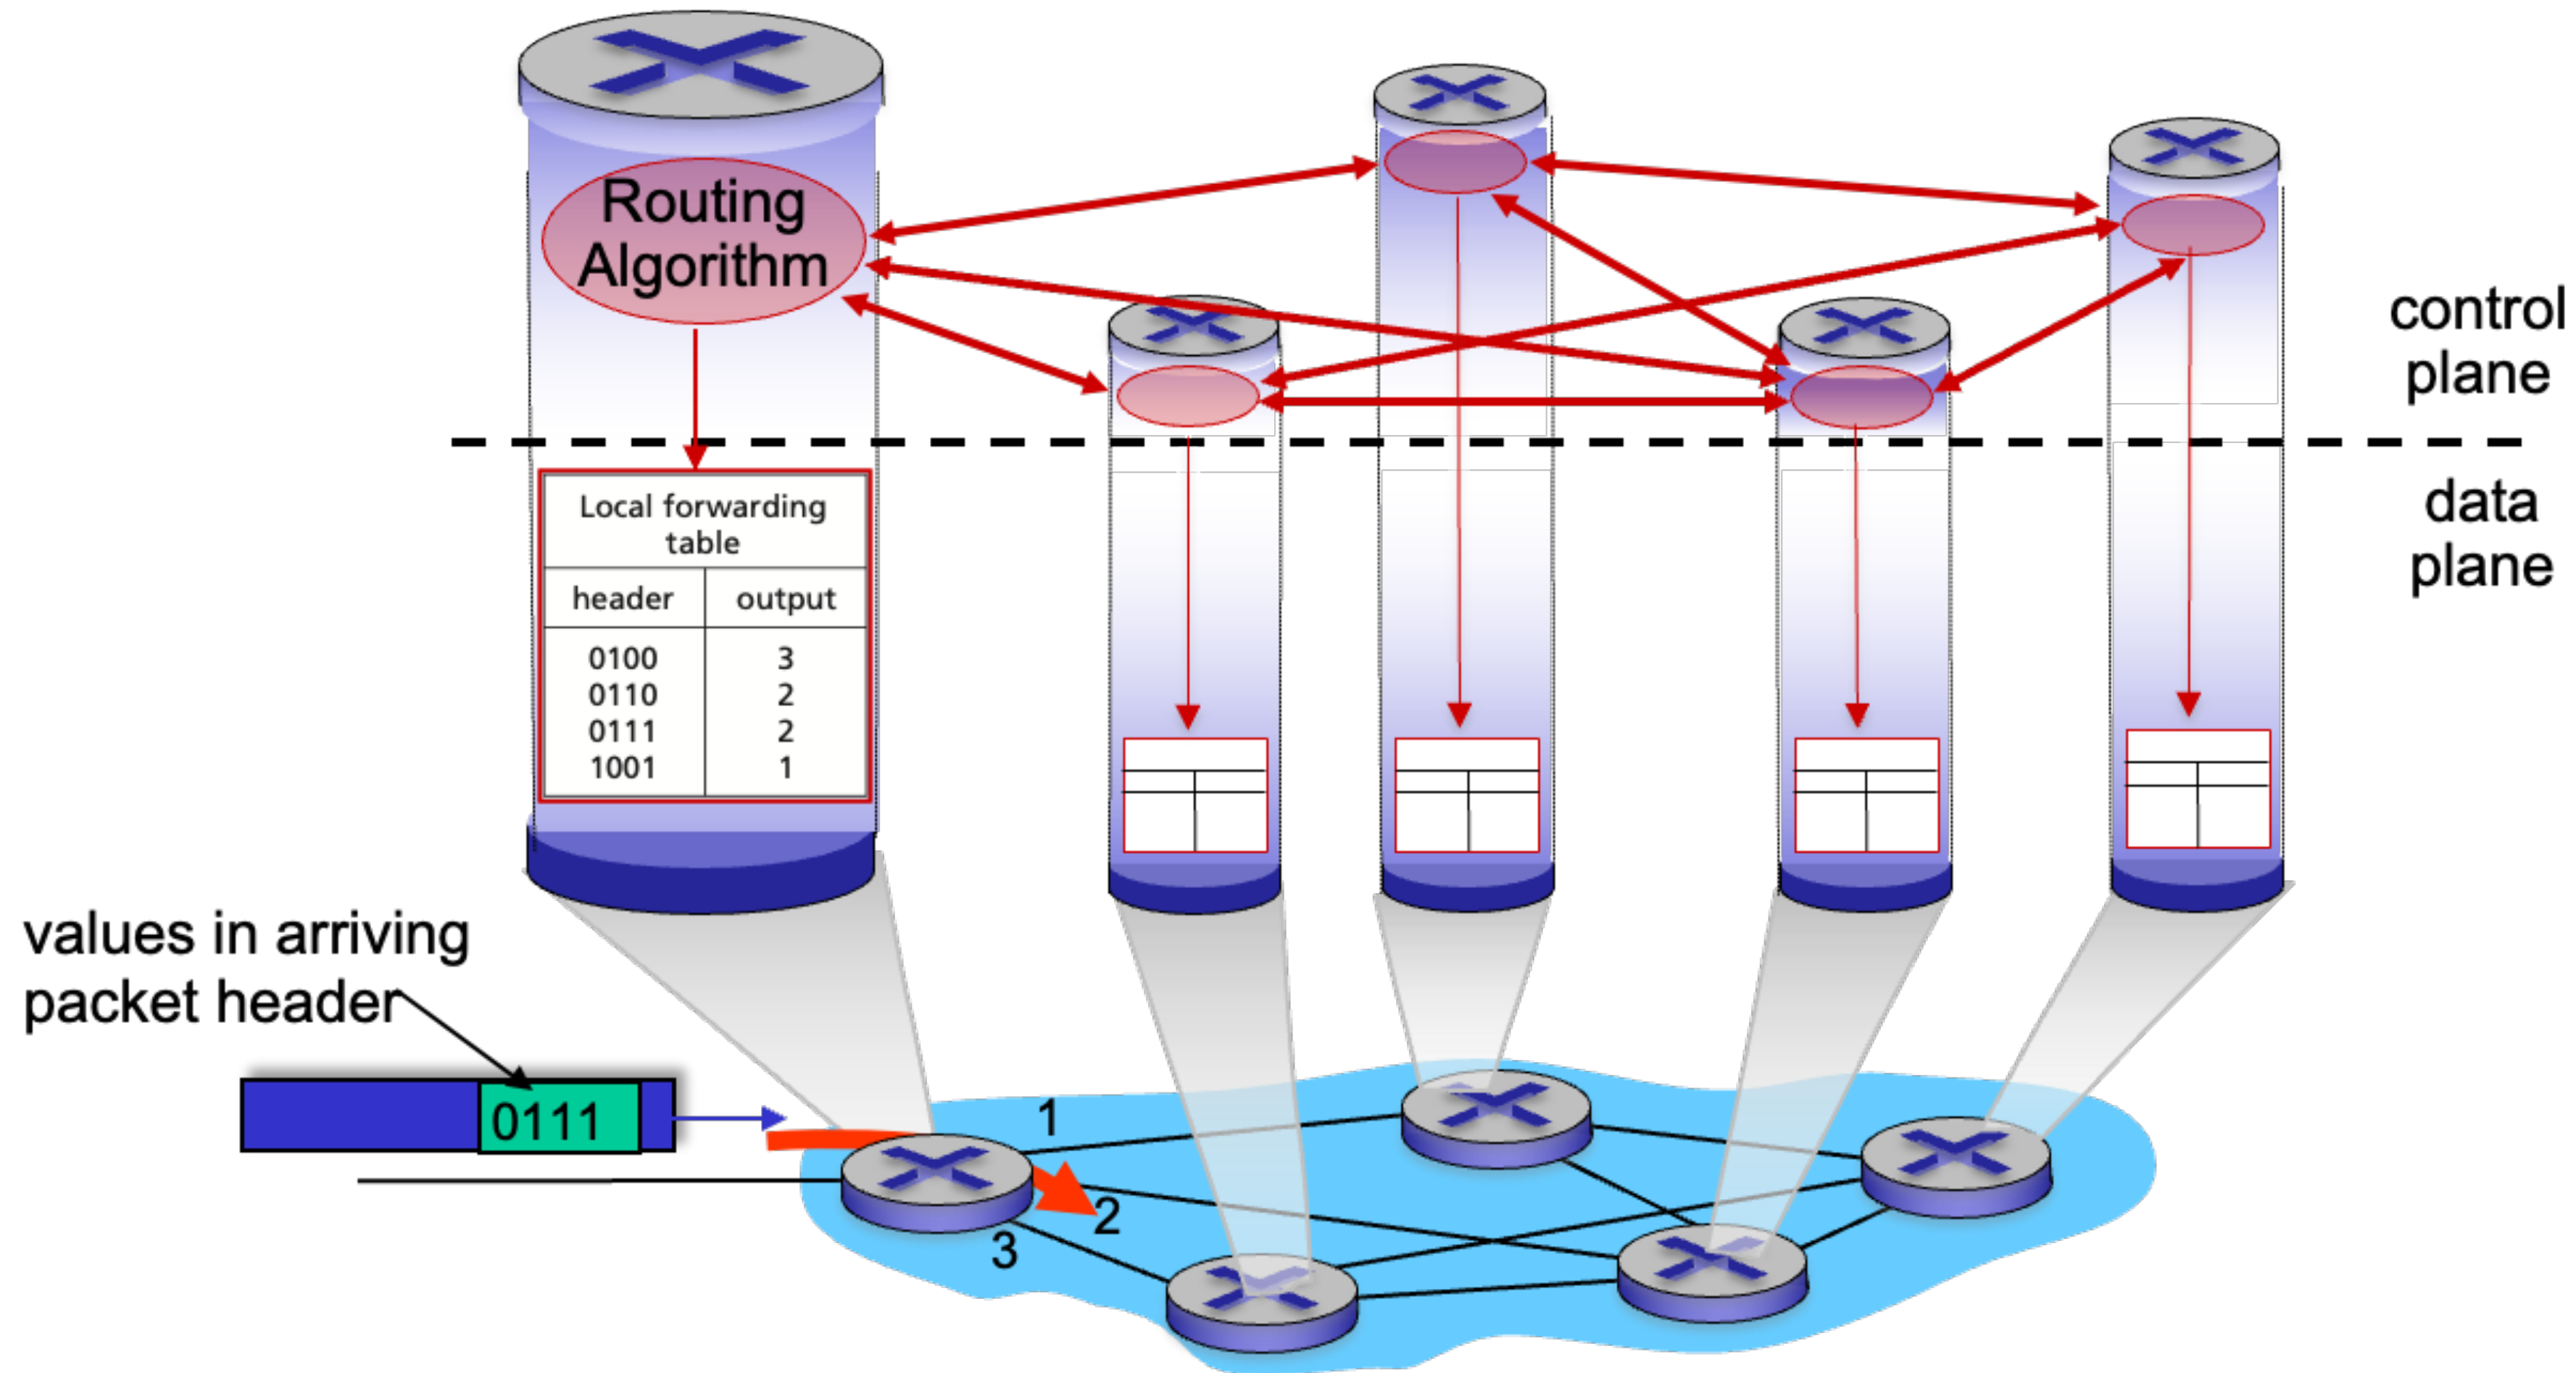 Routing
Algorithm
control
plane
data
plane
Local forwarding
table
header output
0100 3
0110 2
0111 2
1001 1
values in arriving
packet header
0111
1
2
3